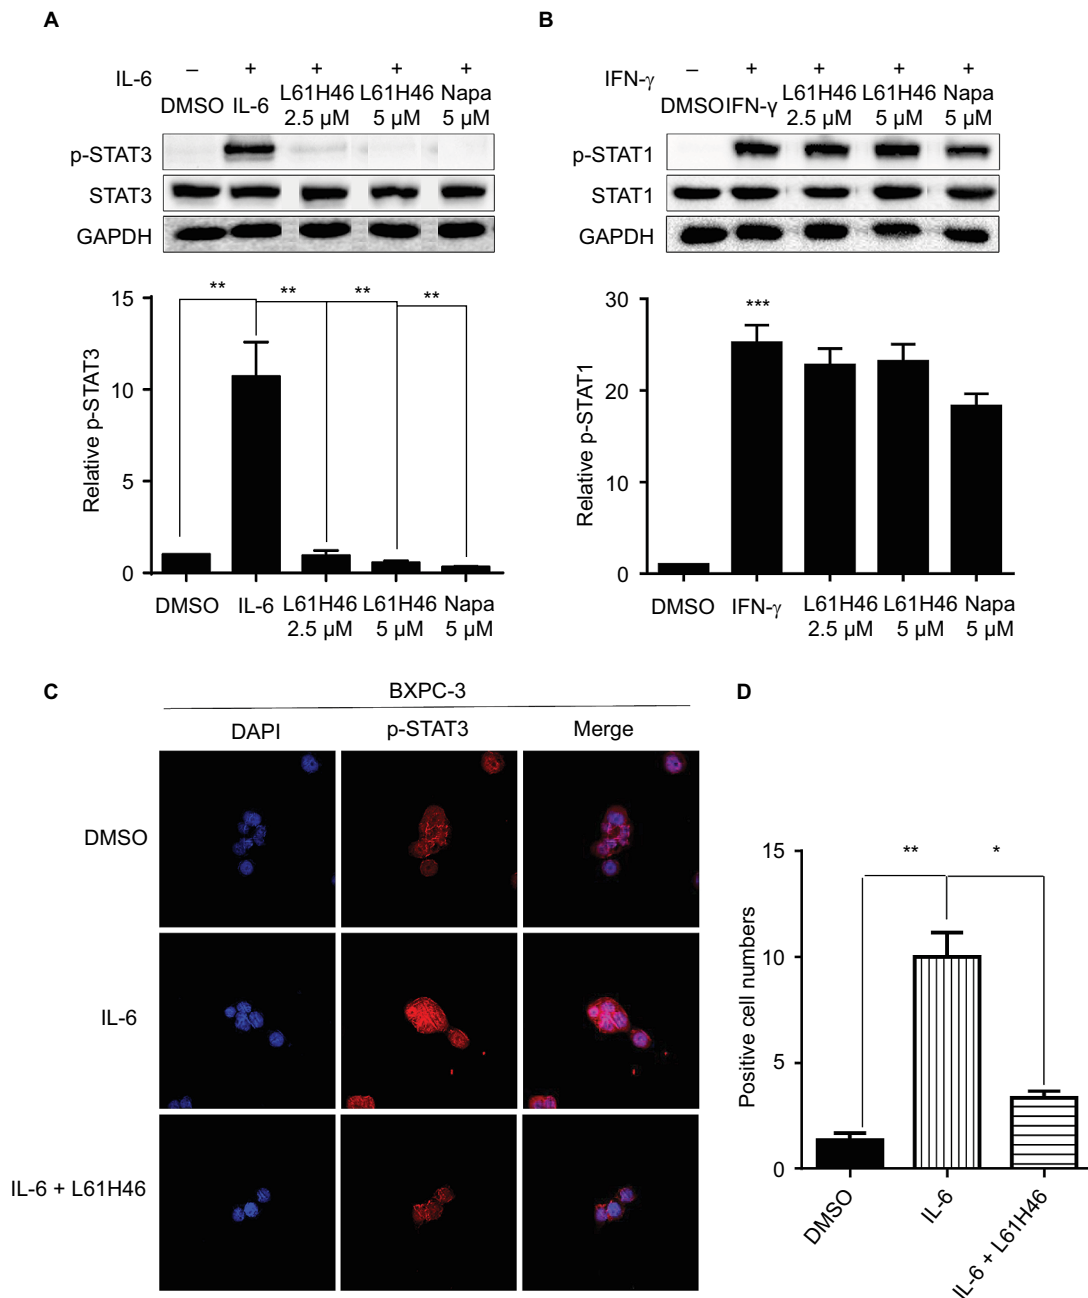 A
IL-6 – + + + +
DMSO IL-6 L61H46 2.5 µM L61H46 5 µM Napa 5 µM
p-STAT3
STAT3
GAPDH
Relative p-STAT3
15
10
5
0
** ** ** **
DMSO IL-6 L61H46 2.5 µM L61H46 5 µM Napa 5 µM
B
IFN-γ – + + + +
DMSO IFN-γ L61H46 2.5 µM L61H46 5 µM Napa 5 µM
p-STAT1
STAT1
GAPDH
Relative p-STAT1
30
20
10
0
***
DMSO IFN-γ L61H46 2.5 µM L61H46 5 µM Napa 5 µM
C
BXPC-3
DAPI p-STAT3 Merge
DMSO
IL-6
IL-6 + L61H46
D
Positive cell numbers
15
10
5
0
** *
DMSO
IL-6
IL-6 + L61H46